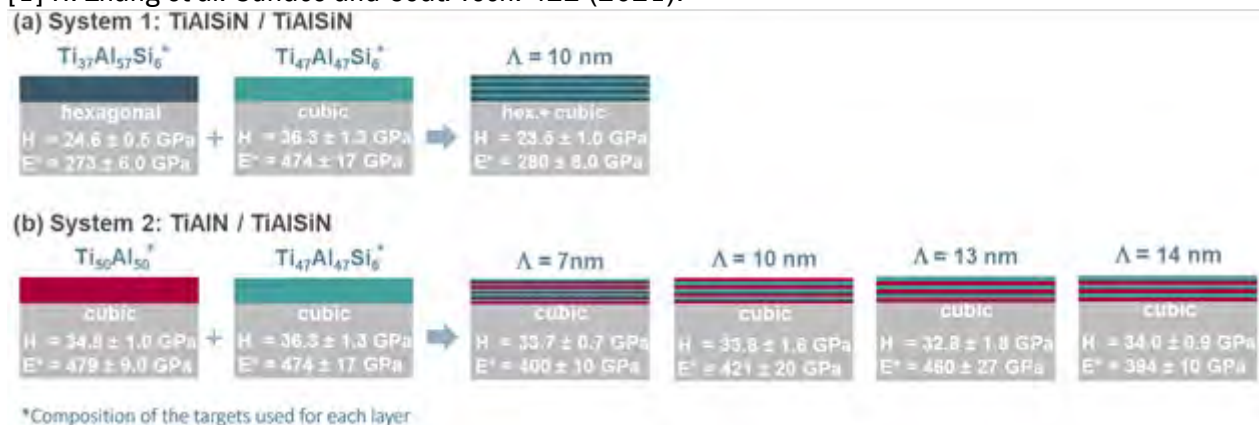 (a) System 1: TiAlSiN / TiAlSiN
Ti₃₇Al₅₇Si₆* Ti₄₇Al₄₇Si₆* Λ = 10 nm
hexagonal cubic hex.+ cubic
H = 24.6 ± 0.5 GPa + H = 36.3 ± 1.3 GPa H = 23.5 ± 1.0 GPa
E* = 273 ± 6.0 GPa E* = 474 ± 17 GPa E* = 280 ± 8.0 GPa
(b) System 2: TiAlN / TiAlSiN
Ti₅₀Al₅₀* Ti₄₇Al₄₇Si₆* Λ = 7nm Λ = 10 nm Λ = 13 nm Λ = 14 nm
cubic cubic cubic cubic cubic cubic
H = 34.8 ± 1.0 GPa + H = 36.3 ± 1.3 GPa H = 33.7 ± 0.7 GPa H = 33.8 ± 1.6 GPa H = 32.8 ± 1.8 GPa H = 34.0 ± 0.9 GPa
E* = 479 ± 9.0 GPa E* = 474 ± 17 GPa E* = 400 ± 10 GPa E* = 421 ± 20 GPa E* = 460 ± 27 GPa E* = 394 ± 10 GPa
*Composition of the targets used for each layer